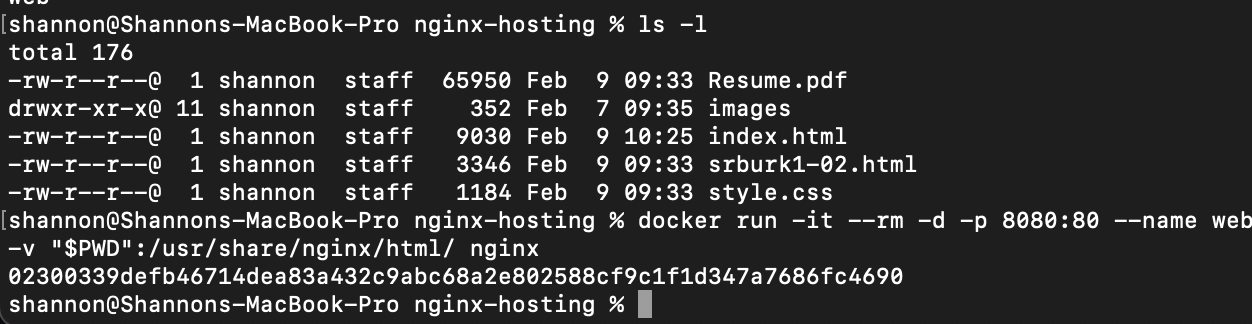 web
[shannon@Shannons-MacBook-Pro nginx-hosting % ls -l
total 176
-rw-r--r--@  1 shannon  staff  65950 Feb  9 09:33 Resume.pdf
drwxr-xr-x@ 11 shannon  staff    352 Feb  7 09:35 images
-rw-r--r--@  1 shannon  staff   9030 Feb  9 10:25 index.html
-rw-r--r--@  1 shannon  staff   3346 Feb  9 09:33 srburk1-02.html
-rw-r--r--@  1 shannon  staff   1184 Feb  9 09:33 style.css
[shannon@Shannons-MacBook-Pro nginx-hosting % docker run -it --rm -d -p 8080:80 --name web
-v "$PWD":/usr/share/nginx/html/ nginx
02300339defb46714dea83a432c9abc68a2e802588cf9c1f1d347a7686fc4690
shannon@Shannons-MacBook-Pro nginx-hosting %